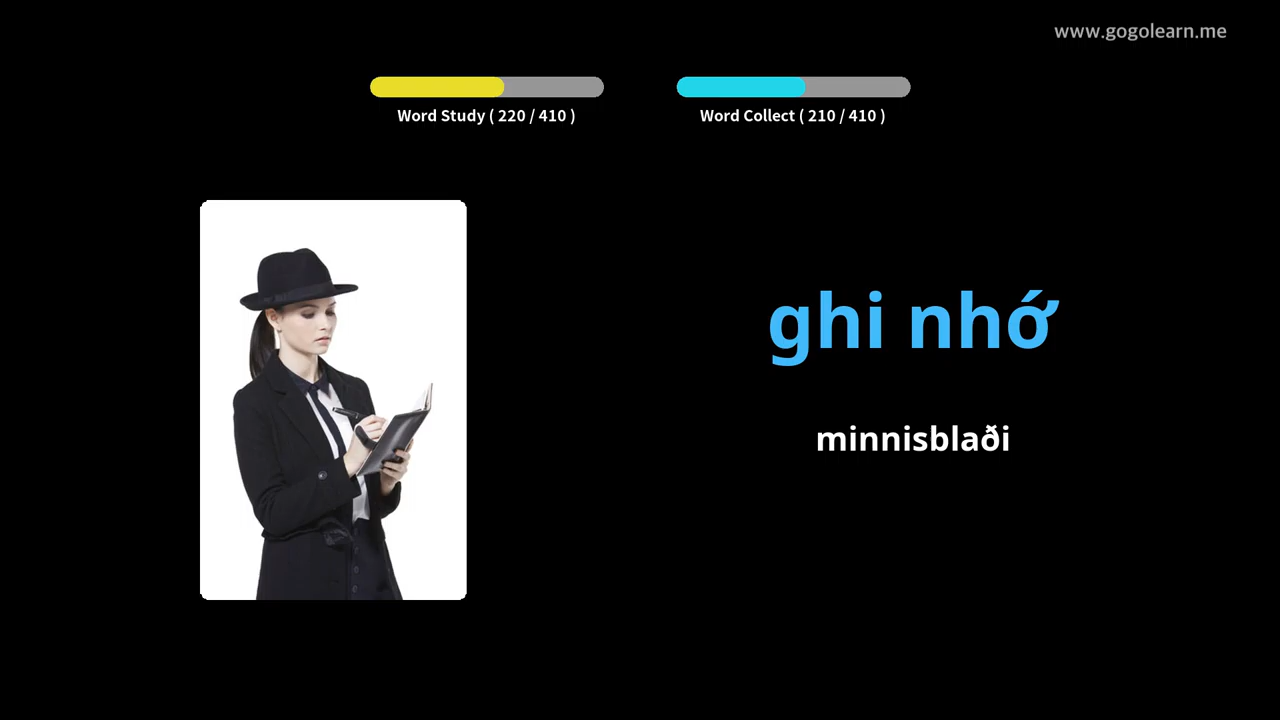 www.gogolearn.me
Word Study ( 220 / 410 )
Word Collect ( 210 / 410 )
ghi nhớ
minnisblaði